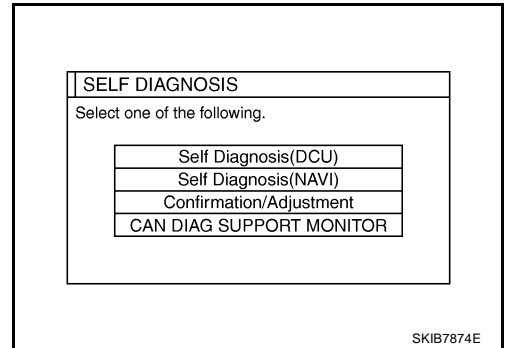 SELF DIAGNOSIS
Select one of the following.
Self Diagnosis(DCU)
Self Diagnosis(NAVI)
Confirmation/Adjustment
CAN DIAG SUPPORT MONITOR
SKIB7874E